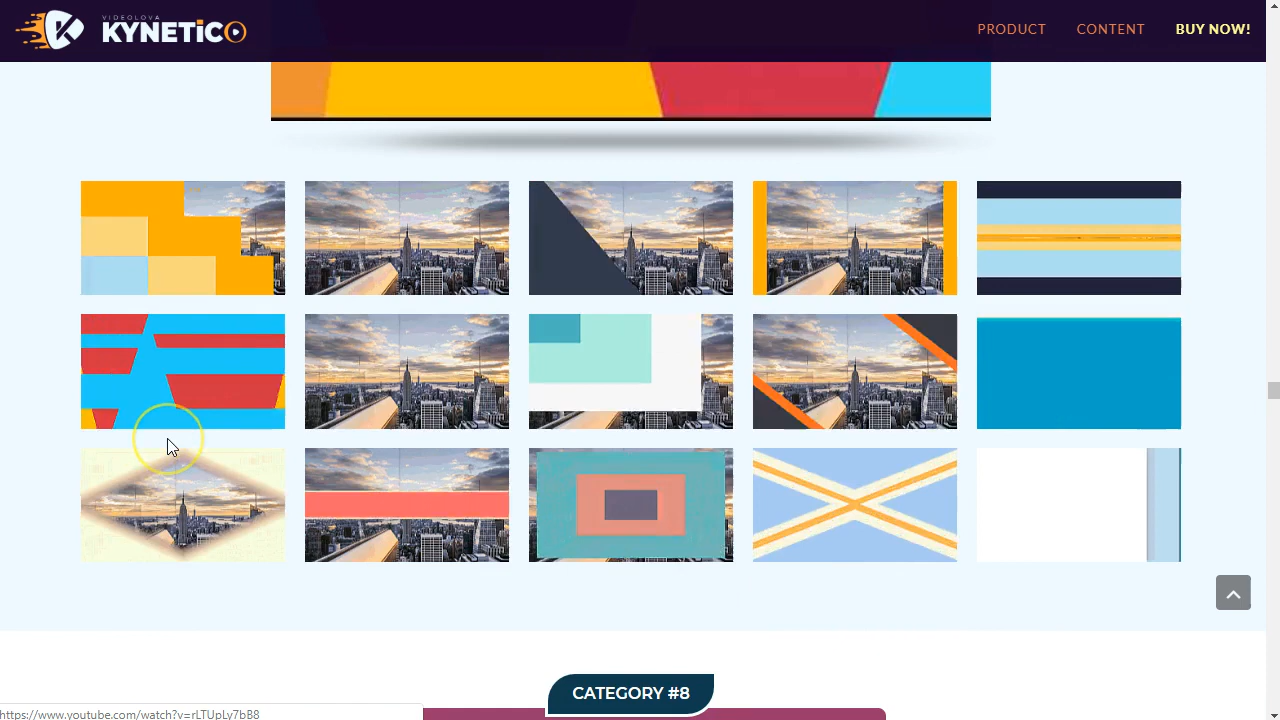 VIDEOLOVA
KYNETICO
PRODUCT
CONTENT
BUY NOW!
CATEGORY #8
https://www.youtube.com/watch?v=rLTUpLy7bB8